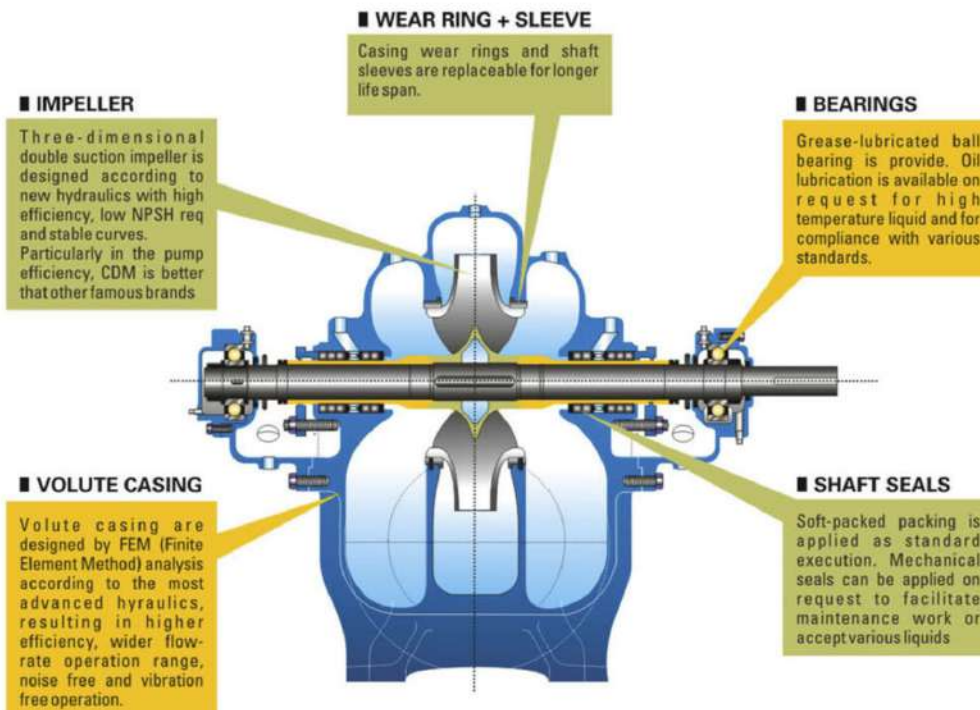 WEAR RING + SLEEVE
Casing wear rings and shaft
sleeves are replaceable for longer
life span.
IMPELLER
Three-dimensional
double suction impeller is
designed according to
new hydraulics with high
efficiency, low NPSH req
and stable curves.
Particularly in the pump
efficiency, CDM is better
that other famous brands
BEARINGS
Grease-lubricated ball
bearing is provide. Oil
lubrication is available on
request for high
temperature liquid and for
compliance with various
standards.
VOLUTE CASING
Volute casing are
designed by FEM (Finite
Element Method) analysis
according to the most
advanced hyraulics,
resulting in higher
efficiency, wider flow-
rate operation range,
noise free and vibration
free operation.
SHAFT SEALS
Soft-packed packing is
applied as standard
execution. Mechanical
seals can be applied on
request to facilitate
maintenance work or
accept various liquids